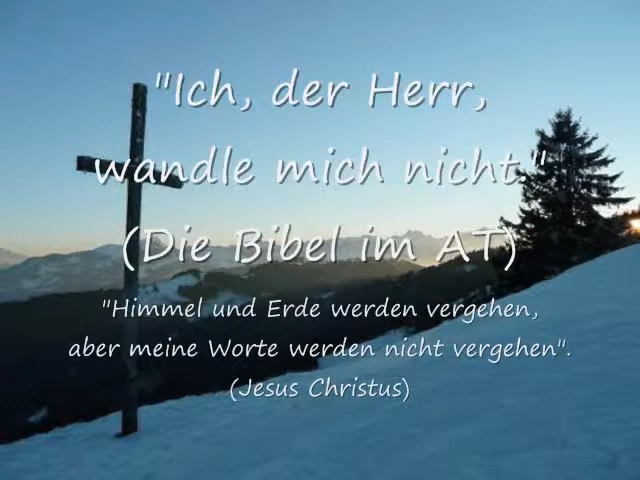 "Ich, der Herr,
wandle mich nicht."
(Die Bibel im AT)
"Himmel und Erde werden vergehen,
aber meine Worte werden nicht vergehen".
(Jesus Christus)